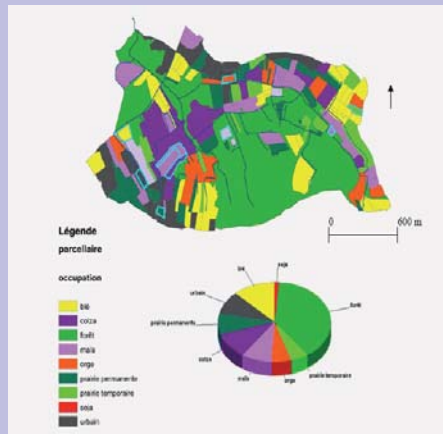 0 600 m
Légende
parcellaire
occupation
blé
colza
forêt
maïs
orge
prairie permanente
prairie temporaire
soja
urbain
soja
blé
forêt
urbain
prairie permanente
colza
maïs
orge
prairie temporaire